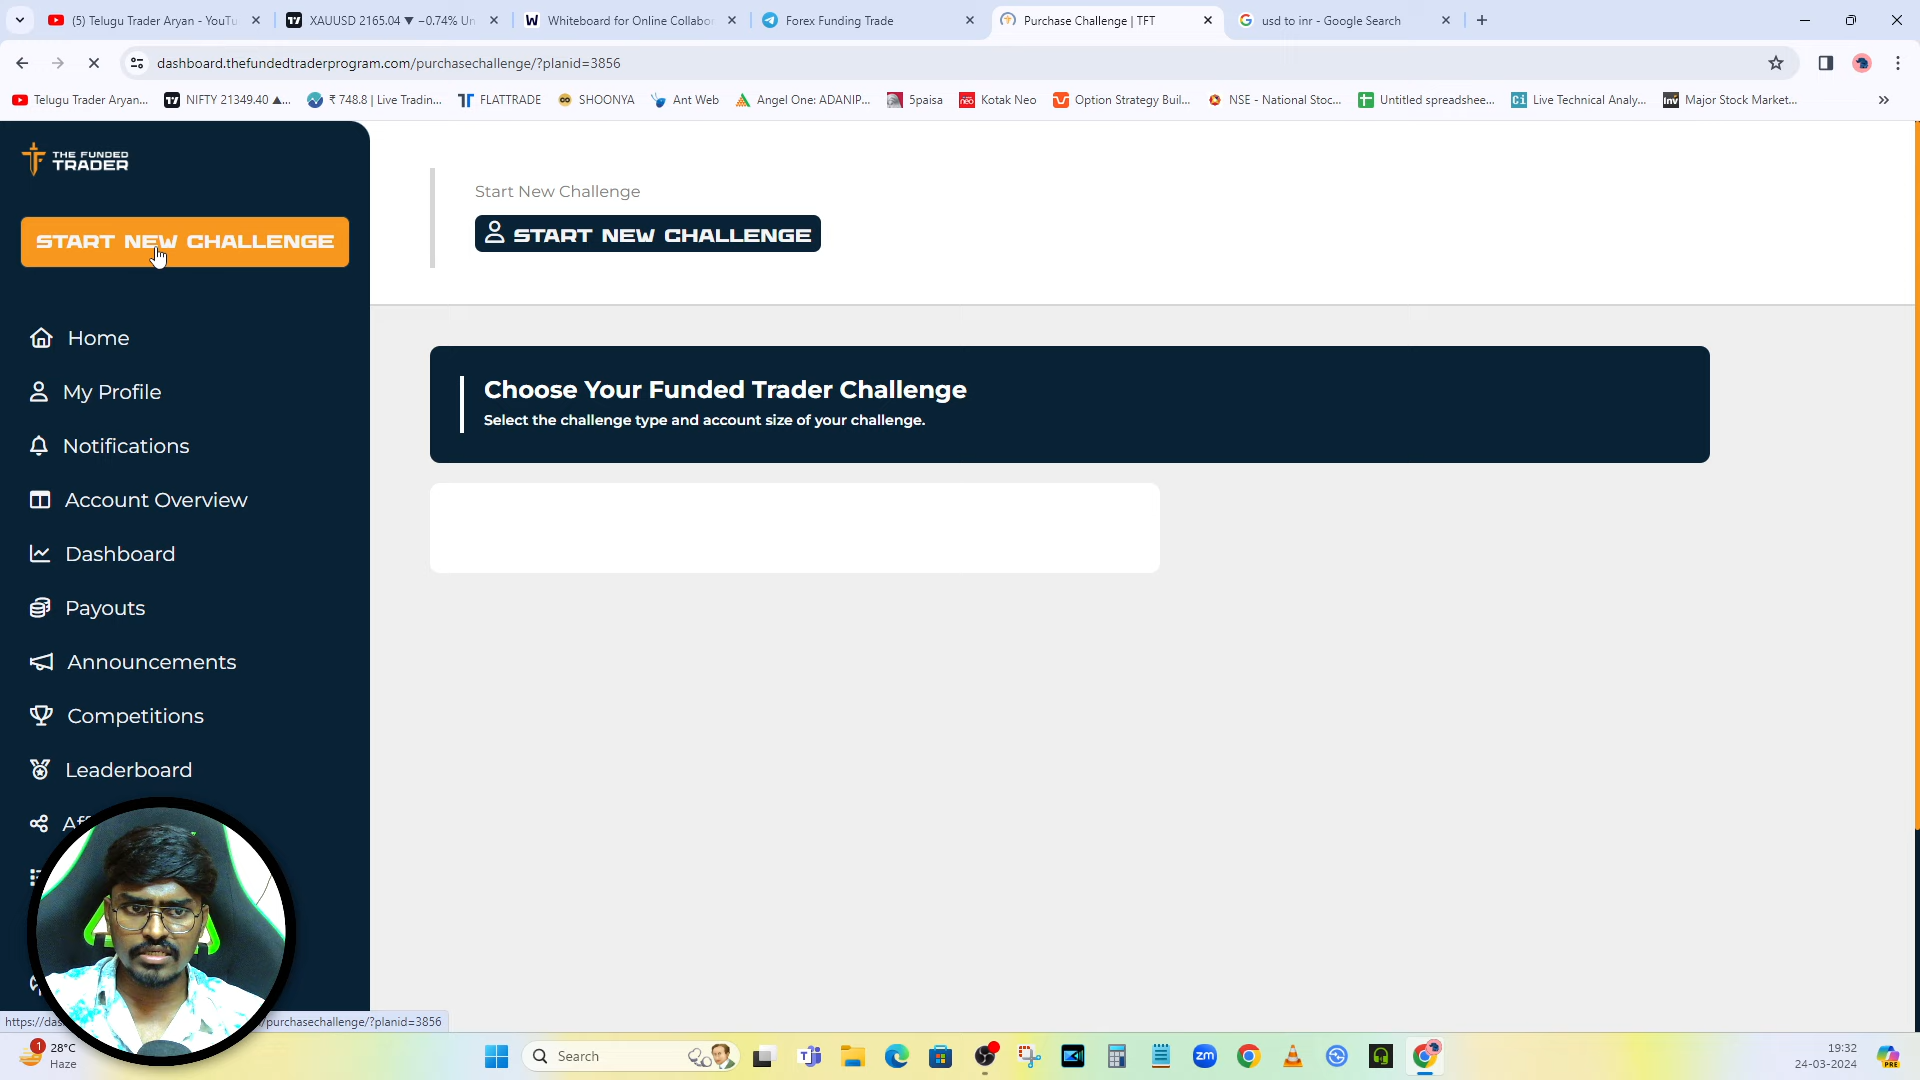 (5) Telugu Trader Aryan - YouTu
XAUUSD 2165.04 ▼ −0.74% Un
Whiteboard for Online Collabo
Forex Funding Trade
Purchase Challenge | TFT
usd to inr - Google Search
dashboard.thefundedtraderprogram.com/purchasechallenge/?planid=3856
Telugu Trader Aryan...
NIFTY 21349.40 ▲...
₹ 748.8 | Live Tradin...
FLATTRADE
SHOONYA
Ant Web
Angel One: ADANIP...
5paisa
Kotak Neo
Option Strategy Buil...
NSE - National Stoc...
Untitled spreadshee...
Live Technical Analy...
Major Stock Market...
THE FUNDED
TRADER
START NEW CHALLENGE
Home
My Profile
Notifications
Account Overview
Dashboard
Payouts
Announcements
Competitions
Leaderboard
Start New Challenge
START NEW CHALLENGE
Choose Your Funded Trader Challenge
Select the challenge type and account size of your challenge.
https://das
/purchasechallenge/?planid=3856
1
28°C
Haze
Search
zm
PRE
19:32
24-03-2024